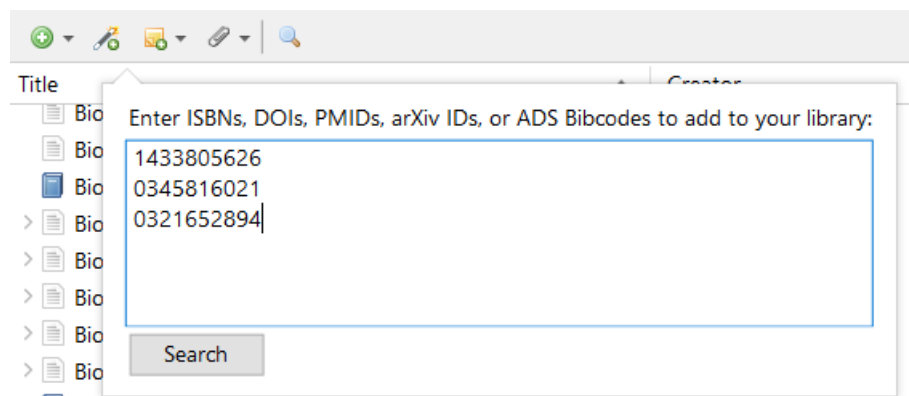 Title
Creator
Bio
Enter ISBNs, DOIs, PMIDs, arXiv IDs, or ADS Bibcodes to add to your library:
Bio
1433805626
Bio
0345816021
Bio
0321652894
Bio
Bio
Bio
Search
Bio